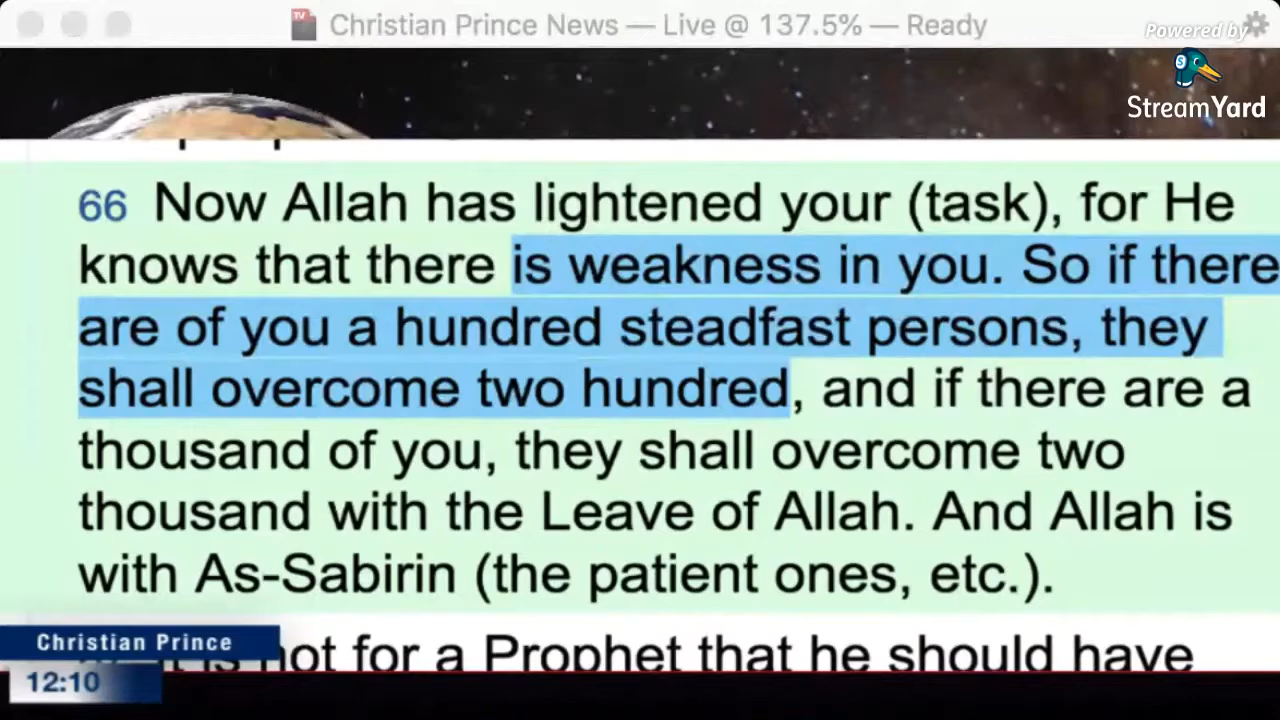 Christian Prince News — Live @ 137.5% — Ready
Powered by
StreamYard
66 Now Allah has lightened your (task), for He
knows that there is weakness in you. So if there
are of you a hundred steadfast persons, they
shall overcome two hundred, and if there are a
thousand of you, they shall overcome two
thousand with the Leave of Allah. And Allah is
with As-Sabirin (the patient ones, etc.).
is not for a Prophet that he should have
Christian Prince
12:10